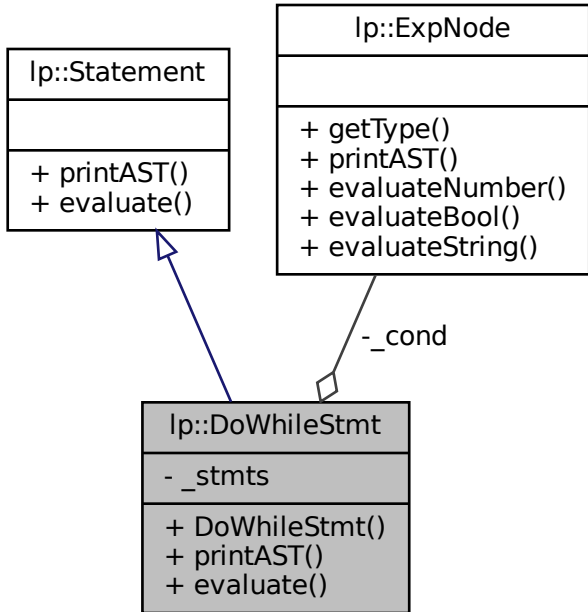 lp::Statement
+ printAST()
+ evaluate()
lp::ExpNode
+ getType()
+ printAST()
+ evaluateNumber()
+ evaluateBool()
+ evaluateString()
-_cond
lp::DoWhileStmt
- _stmts
+ DoWhileStmt()
+ printAST()
+ evaluate()